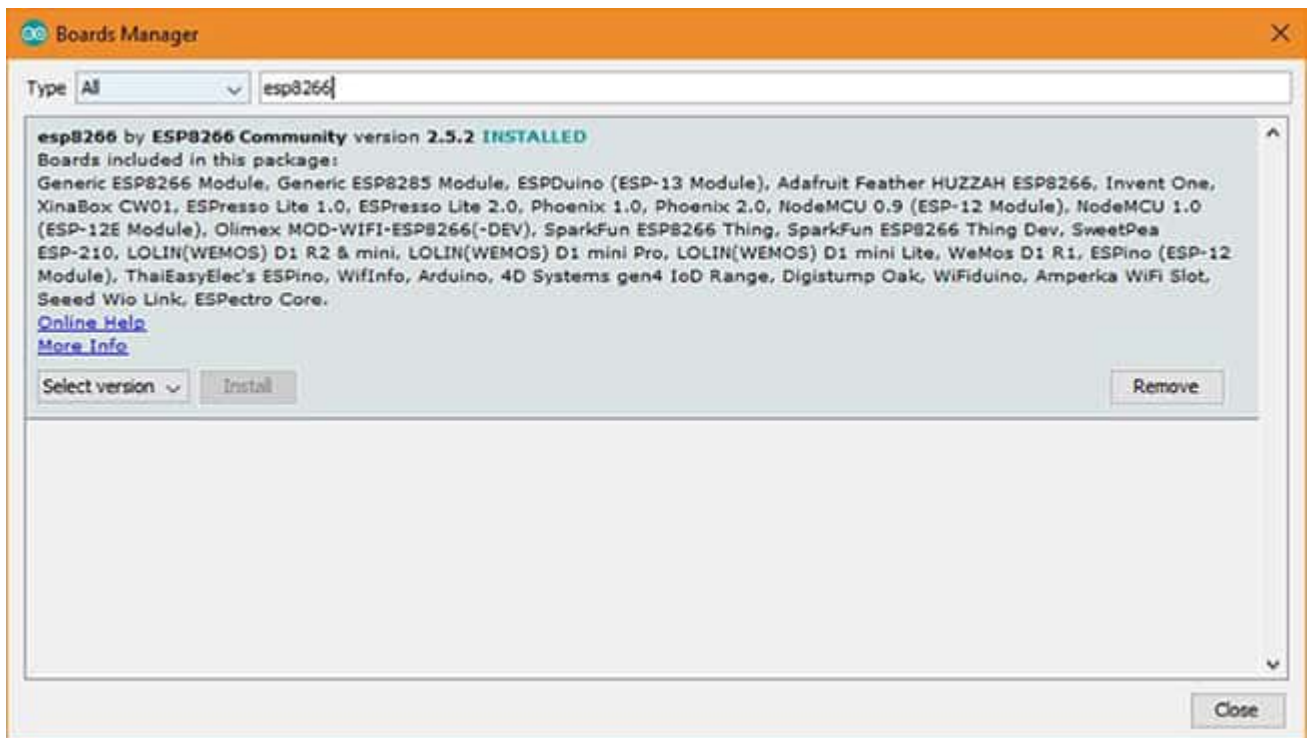 Boards Manager
Type All esp8266
esp8266 by ESP8266 Community version 2.5.2 INSTALLED
Boards included in this package:
Generic ESP8266 Module, Generic ESP8285 Module, ESPDuino (ESP-13 Module), Adafruit Feather HUZZAH ESP8266, Invent One,
XinaBox CW01, ESPresso Lite 1.0, ESPresso Lite 2.0, Phoenix 1.0, Phoenix 2.0, NodeMCU 0.9 (ESP-12 Module), NodeMCU 1.0
(ESP-12E Module), Olimex MOD-WIFI-ESP8266(-DEV), SparkFun ESP8266 Thing, SparkFun ESP8266 Thing Dev, SweetPea
ESP-210, LOLIN(WEMOS) D1 R2 & mini, LOLIN(WEMOS) D1 mini Pro, LOLIN(WEMOS) D1 mini Lite, WeMos D1 R1, ESPino (ESP-12
Module), ThaiEasyElec's ESPino, WifInfo, Arduino, 4D Systems gen4 IoD Range, Digistump Oak, WiFiduino, Amperka WiFi Slot,
Seeed Wio Link, ESPectro Core.
Online Help
More Info
Select version Install Remove
Close